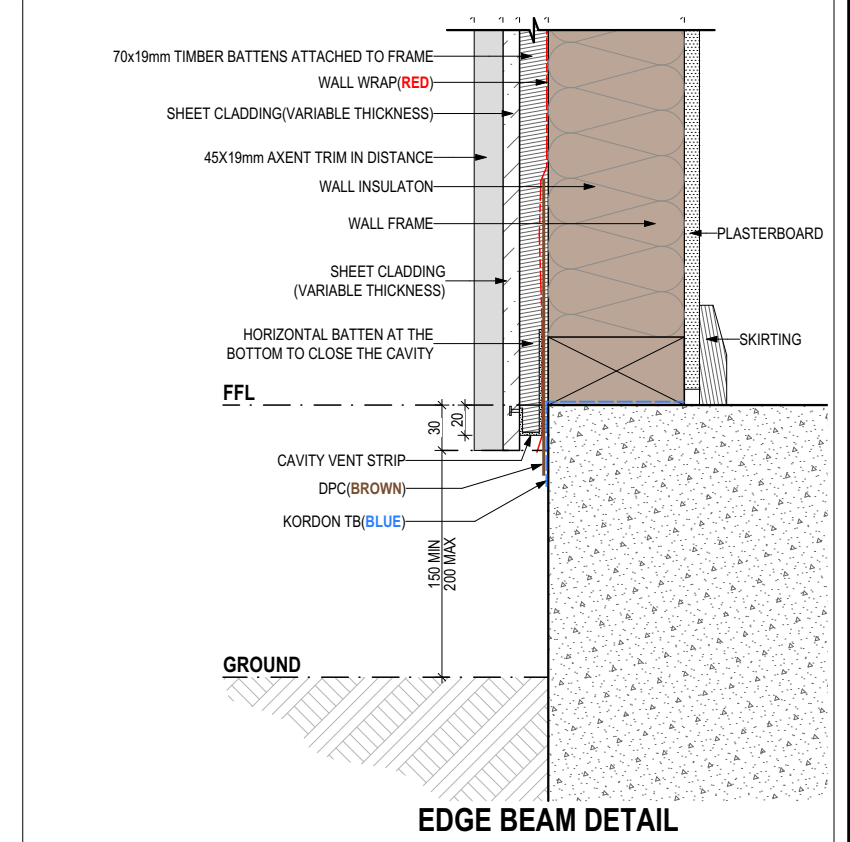 70x19mm TIMBER BATTENS ATTACHED TO FRAME
WALL WRAP(RED)
SHEET CLADDING(VARIABLE THICKNESS)
45X19mm AXENT TRIM IN DISTANCE
WALL INSULATON
WALL FRAME
PLASTERBOARD
SHEET CLADDING
(VARIABLE THICKNESS)
HORIZONTAL BATTEN AT THE
BOTTOM TO CLOSE THE CAVITY
SKIRTING
FFL
30
20
CAVITY VENT STRIP
DPC(BROWN)
KORDON TB(BLUE)
150 MIN
200 MAX
GROUND
EDGE BEAM DETAIL